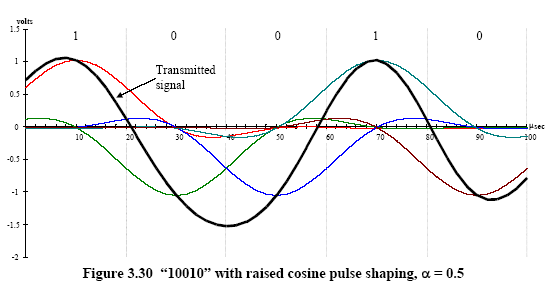 volts
1.5
1 0 0 1 0
1
Transmitted
signal
0.5
0
μsec
10 20 30 40 50 60 70 80 90 100
-0.5
-1
-1.5
-2
Figure 3.30 “10010” with raised cosine pulse shaping, α = 0.5